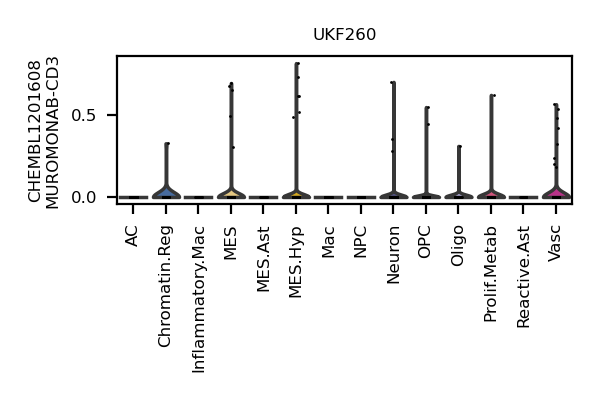 UKF260
CHEMBL1201608
MUROMONAB-CD3
0.5
0.0
AC
Chromatin.Reg
Inflammatory.Mac
MES
MES.Ast
MES.Hyp
Mac
NPC
Neuron
OPC
Oligo
Prolif.Metab
Reactive.Ast
Vasc